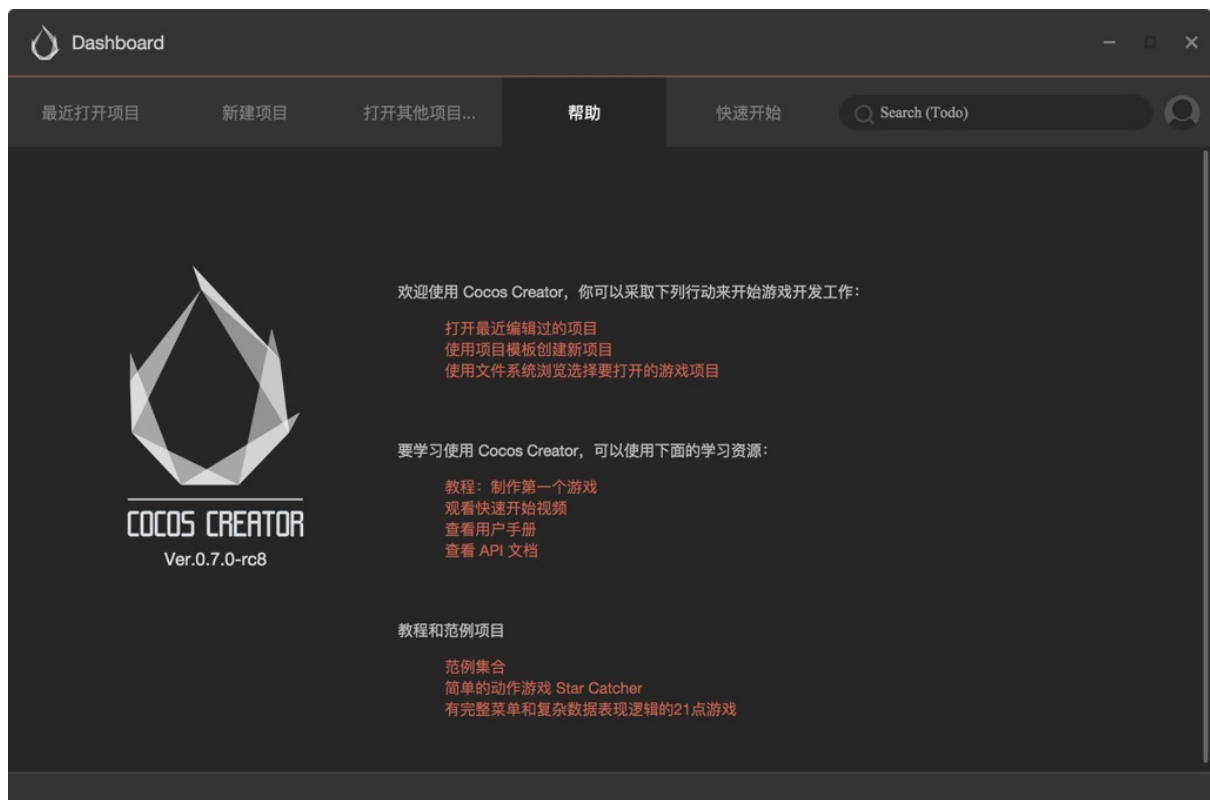 Dashboard
最近打开项目 新建项目 打开其他项目... 帮助 快速开始 Search (Todo)
欢迎使用 Cocos Creator，你可以采取下列行动来开始游戏开发工作：
打开最近编辑过的项目
使用项目模板创建新项目
使用文件系统浏览选择要打开的游戏项目
要学习使用 Cocos Creator，可以使用下面的学习资源：
教程：制作第一个游戏
观看快速开始视频
查看用户手册
查看 API 文档
COCOS CREATOR
Ver.0.7.0-rc8
教程和范例项目
范例集合
简单的动作游戏 Star Catcher
有完整菜单和复杂数据表现逻辑的21点游戏